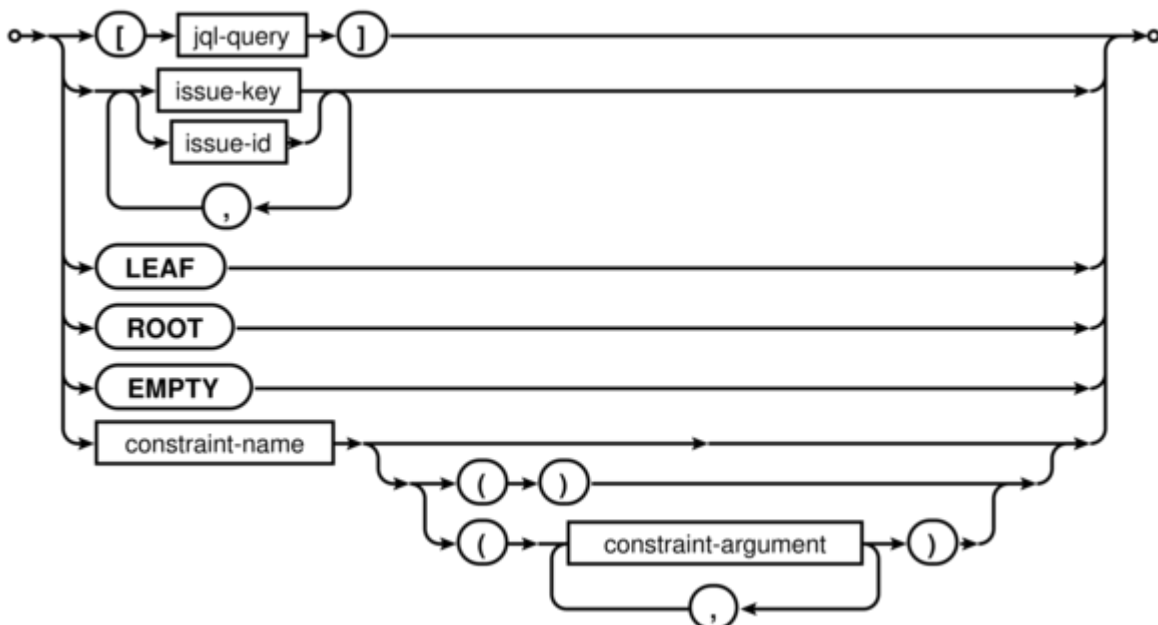 [ jql-query ]
issue-key
issue-id
,
LEAF
ROOT
EMPTY
constraint-name
( )
( constraint-argument )
,